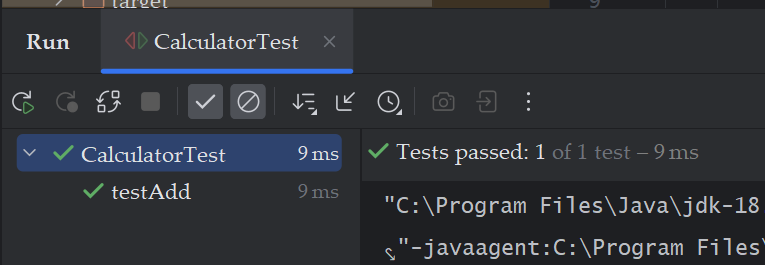 target
9
Run CalculatorTest
CalculatorTest 9 ms
testAdd 9 ms
Tests passed: 1 of 1 test – 9 ms
"C:\Program Files\Java\jdk-18
"-javaagent:C:\Program Files\